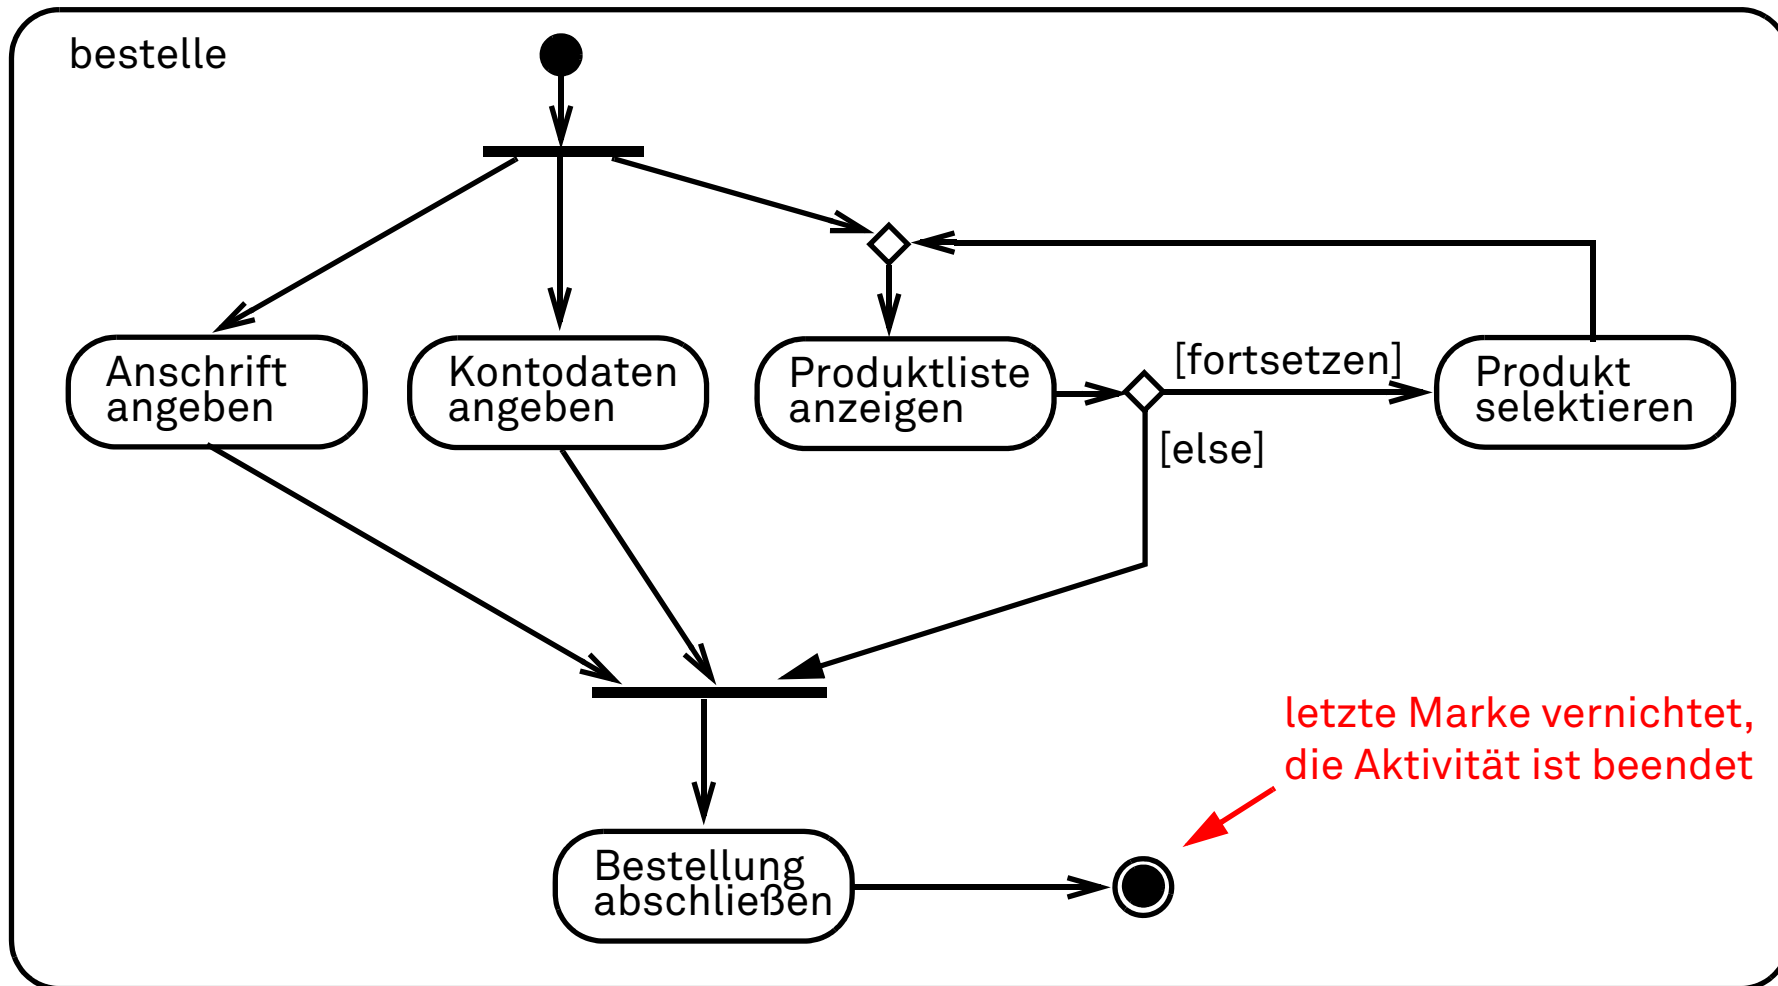 bestelle
Anschrift
angeben
Kontodaten
angeben
Produktliste
anzeigen
[fortsetzen]
[else]
Produkt
selektieren
letzte Marke vernichtet,
die Aktivität ist beendet
Bestellung
abschließen